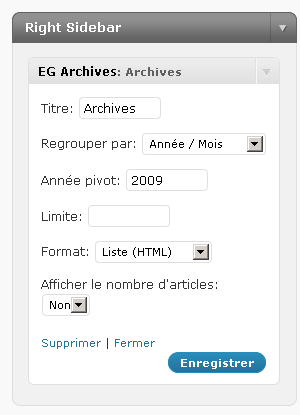 Right Sidebar
EG Archives: Archives
Titre: Archives
Regrouper par: Année / Mois
Année pivot: 2009
Limite:
Format: Liste (HTML)
Afficher le nombre d'articles:
Non
Supprimer | Fermer
Enregistrer